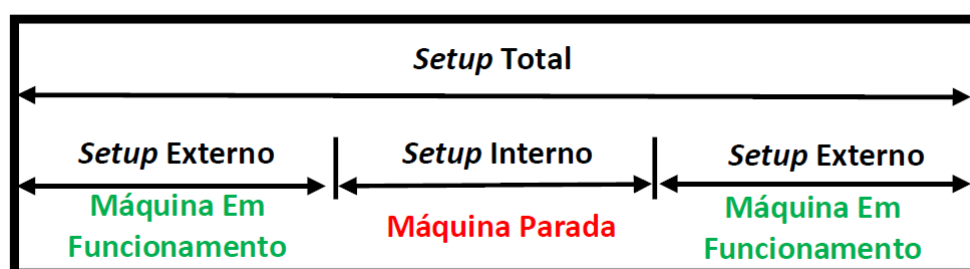 Setup Total
Setup Externo
Setup Interno
Setup Externo
Máquina Em
Funcionamento
Máquina Parada
Máquina Em
Funcionamento